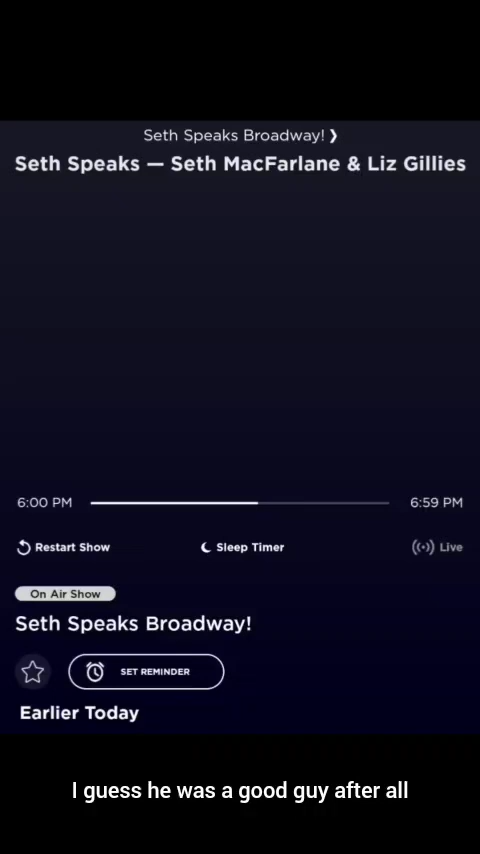 Seth Speaks Broadway! ❯
Seth Speaks — Seth MacFarlane & Liz Gillies
6:00 PM 6:59 PM
Restart Show Sleep Timer Live
On Air Show
Seth Speaks Broadway!
SET REMINDER
Earlier Today
I guess he was a good guy after all